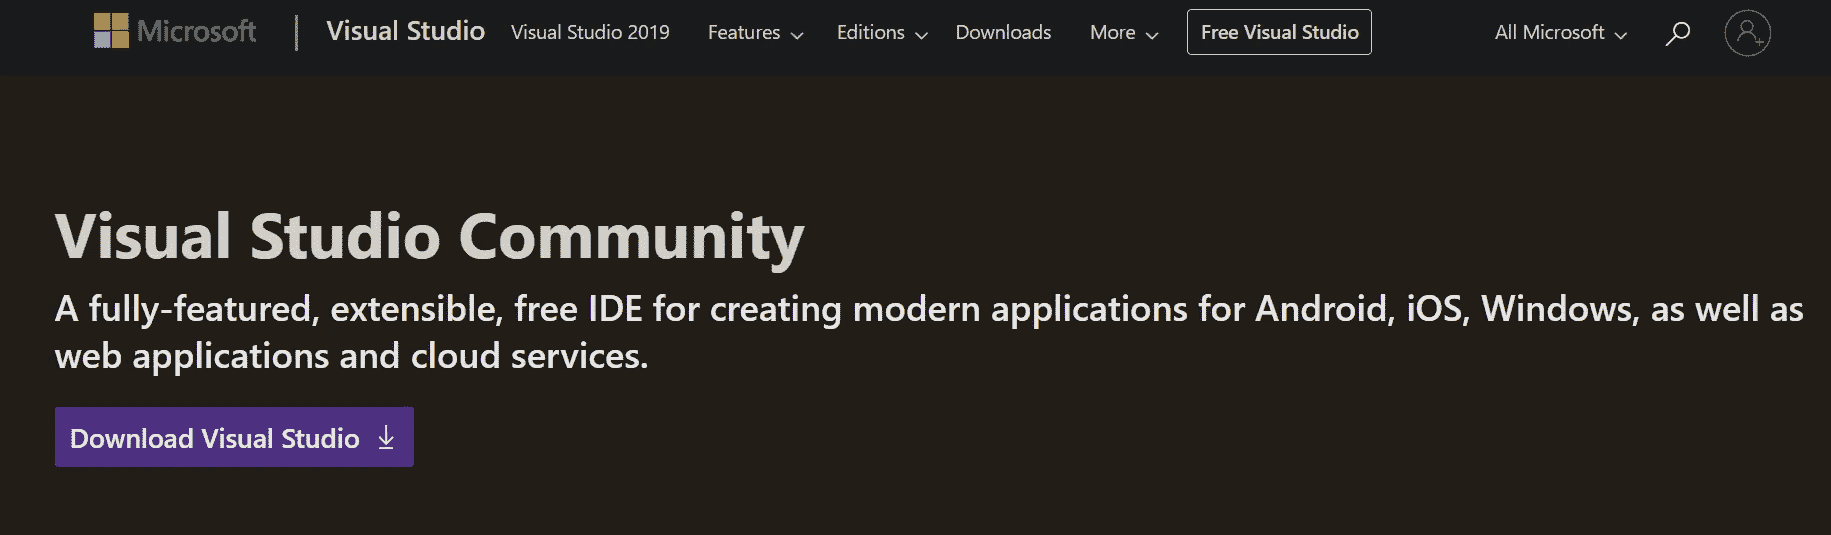 Microsoft Visual Studio Visual Studio 2019 Features Editions Downloads More Free Visual Studio All Microsoft
Visual Studio Community
A fully-featured, extensible, free IDE for creating modern applications for Android, iOS, Windows, as well as
web applications and cloud services.
Download Visual Studio